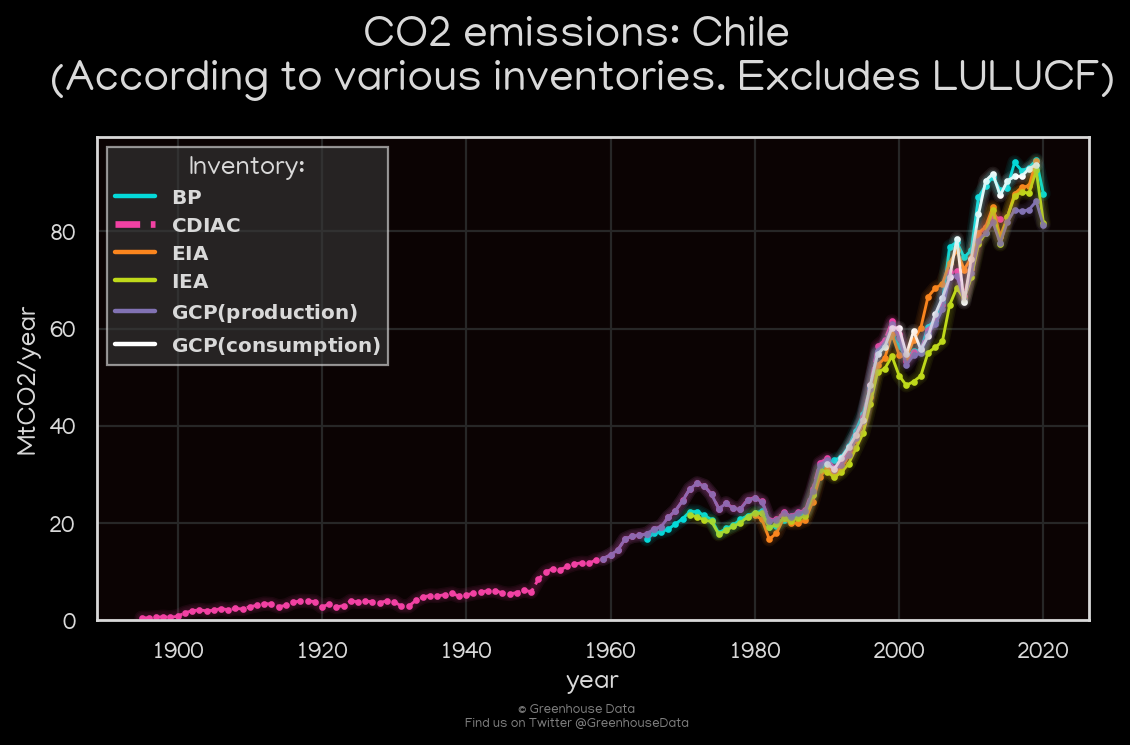 CO2 emissions: Chile
(According to various inventories. Excludes LULUCF)
Inventory:
BP
CDIAC
EIA
IEA
GCP(production)
GCP(consumption)
MtCO2/year
80
60
40
20
0
1900 1920 1940 1960 1980 2000 2020
year
© Greenhouse Data
Find us on Twitter @GreenhouseData